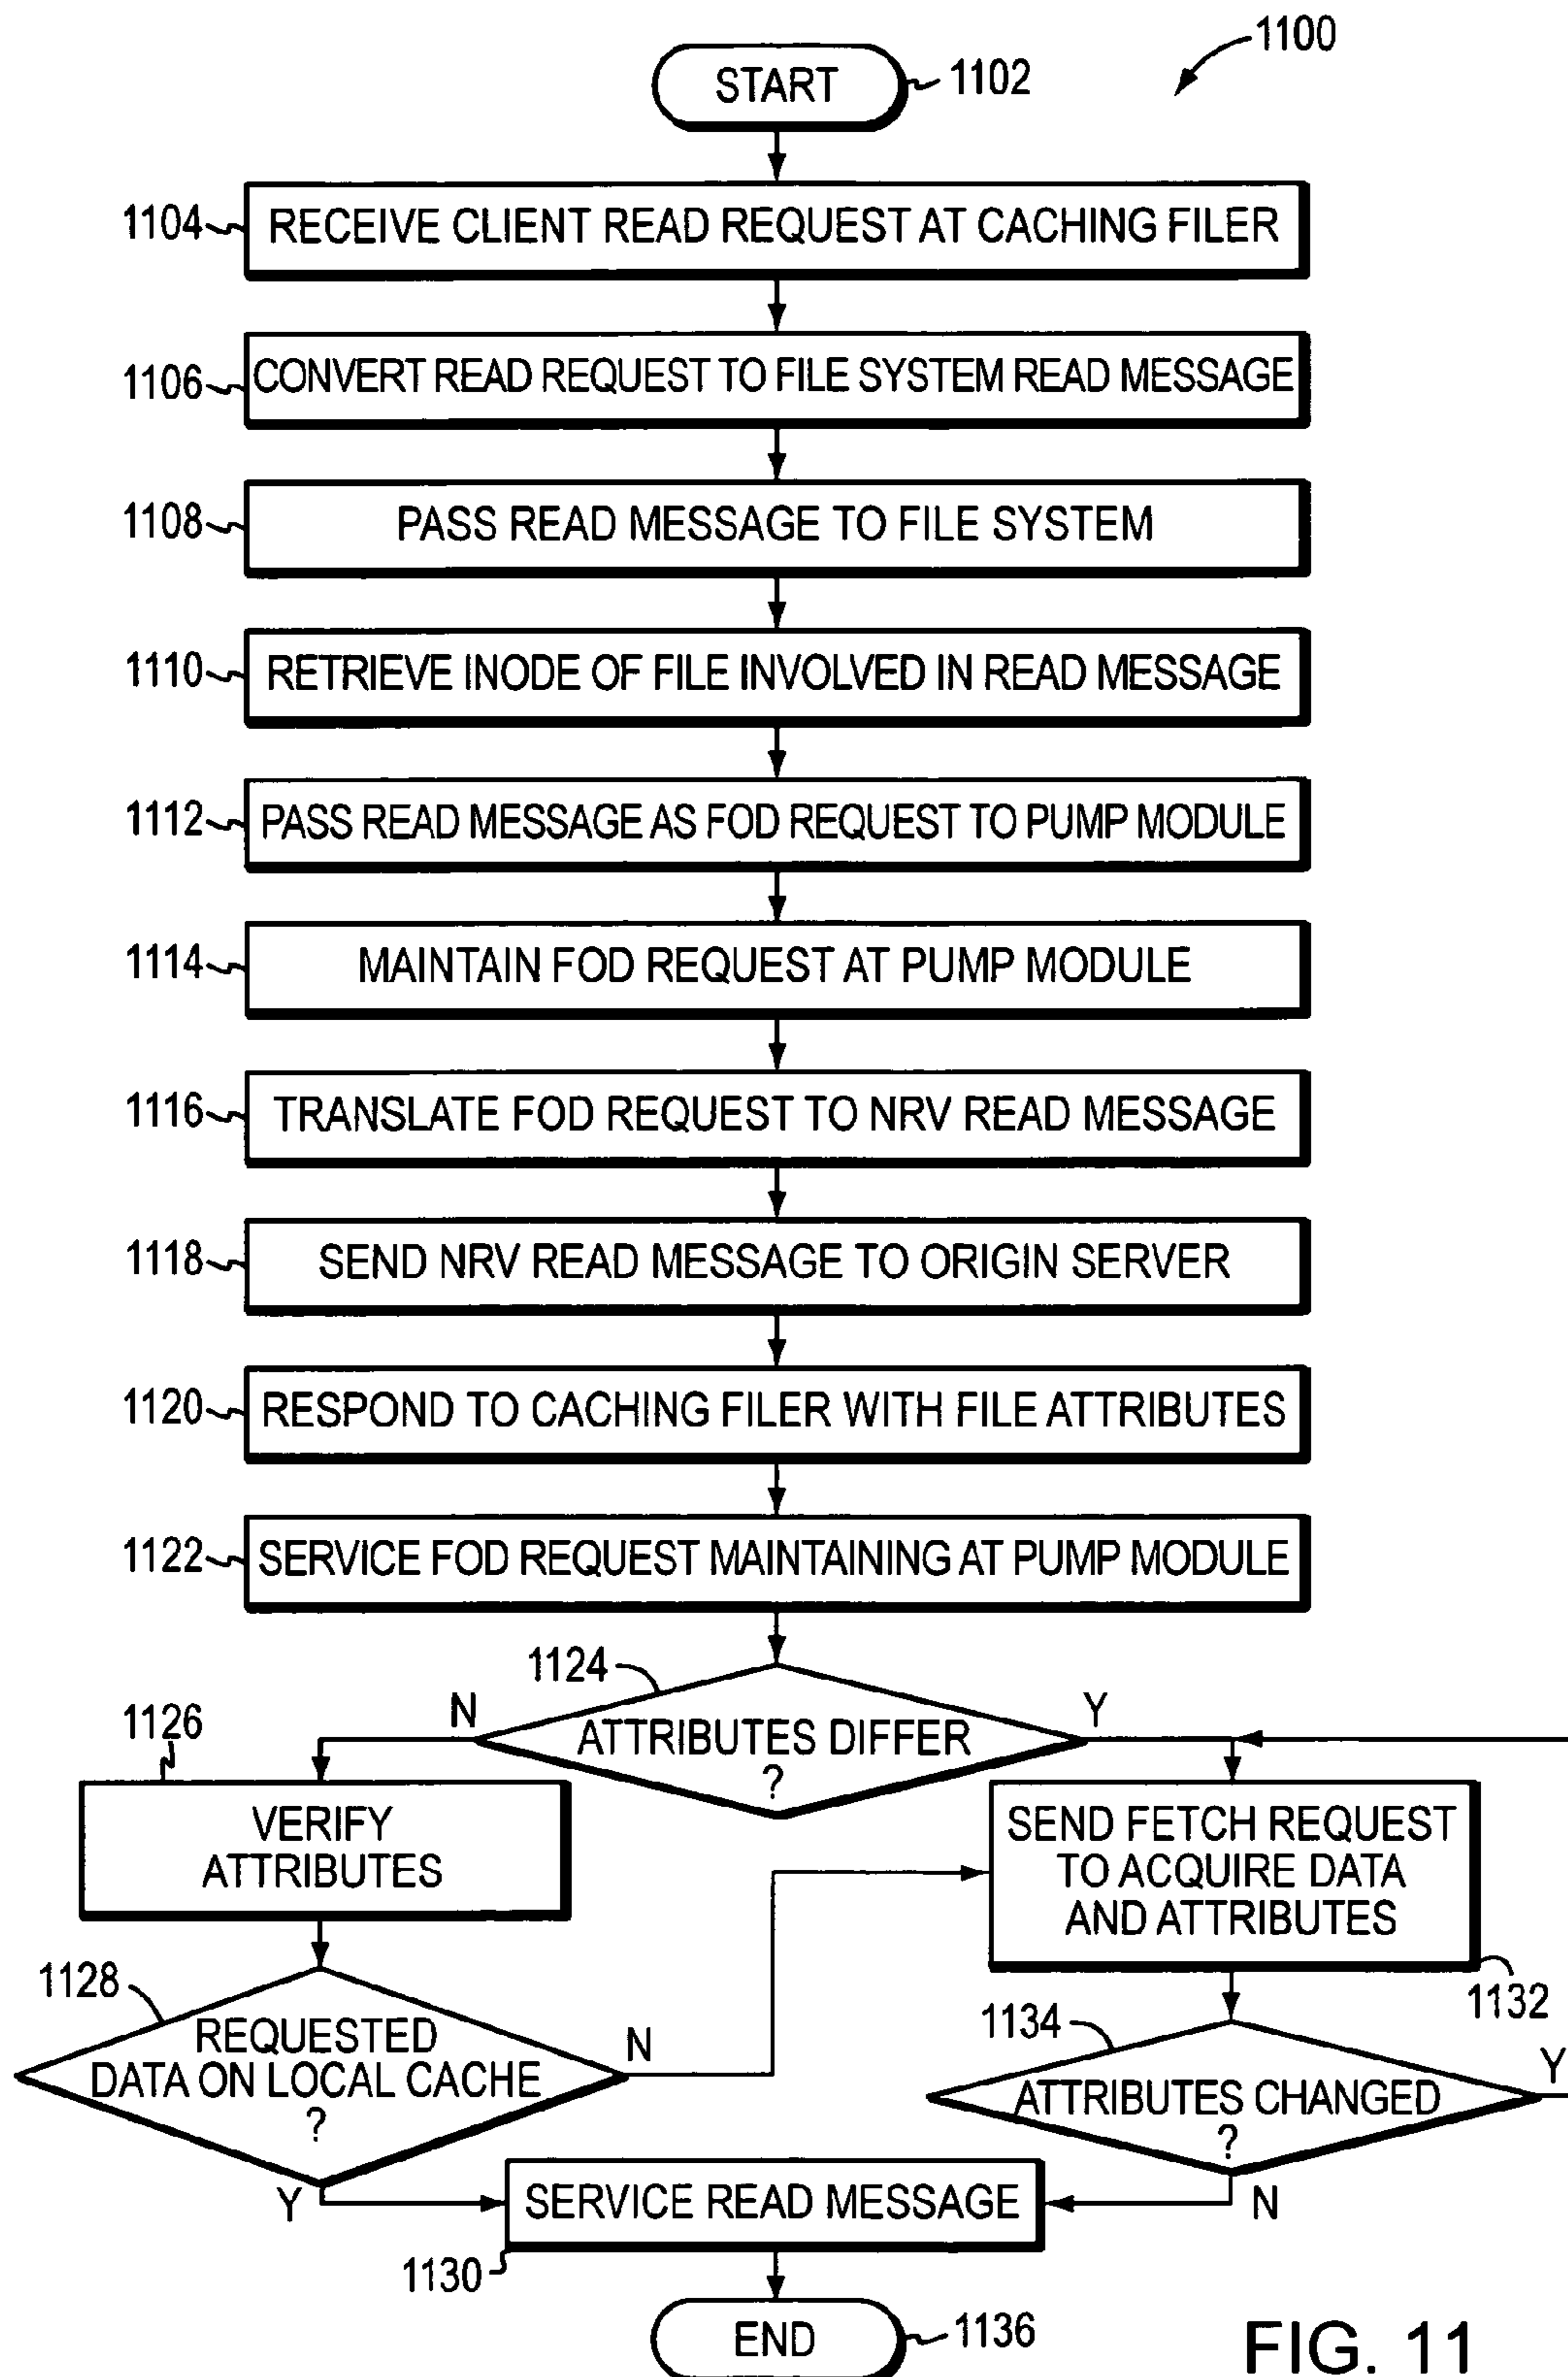 1100
START
1102
1104
RECEIVE CLIENT READ REQUEST AT CACHING FILER
1106
CONVERT READ REQUEST TO FILE SYSTEM READ MESSAGE
1108
PASS READ MESSAGE TO FILE SYSTEM
1110
RETRIEVE INODE OF FILE INVOLVED IN READ MESSAGE
1112
PASS READ MESSAGE AS FOD REQUEST TO PUMP MODULE
1114
MAINTAIN FOD REQUEST AT PUMP MODULE
1116
TRANSLATE FOD REQUEST TO NRV READ MESSAGE
1118
SEND NRV READ MESSAGE TO ORIGIN SERVER
1120
RESPOND TO CACHING FILER WITH FILE ATTRIBUTES
1122
SERVICE FOD REQUEST MAINTAINING AT PUMP MODULE
1124
N
ATTRIBUTES DIFFER
?
Y
1126
VERIFY
ATTRIBUTES
SEND FETCH REQUEST
TO ACQUIRE DATA
AND ATTRIBUTES
1132
1128
REQUESTED
DATA ON LOCAL CACHE
?
N
Y
1134
ATTRIBUTES CHANGED
?
Y
N
SERVICE READ MESSAGE
1130
END
1136
FIG. 11